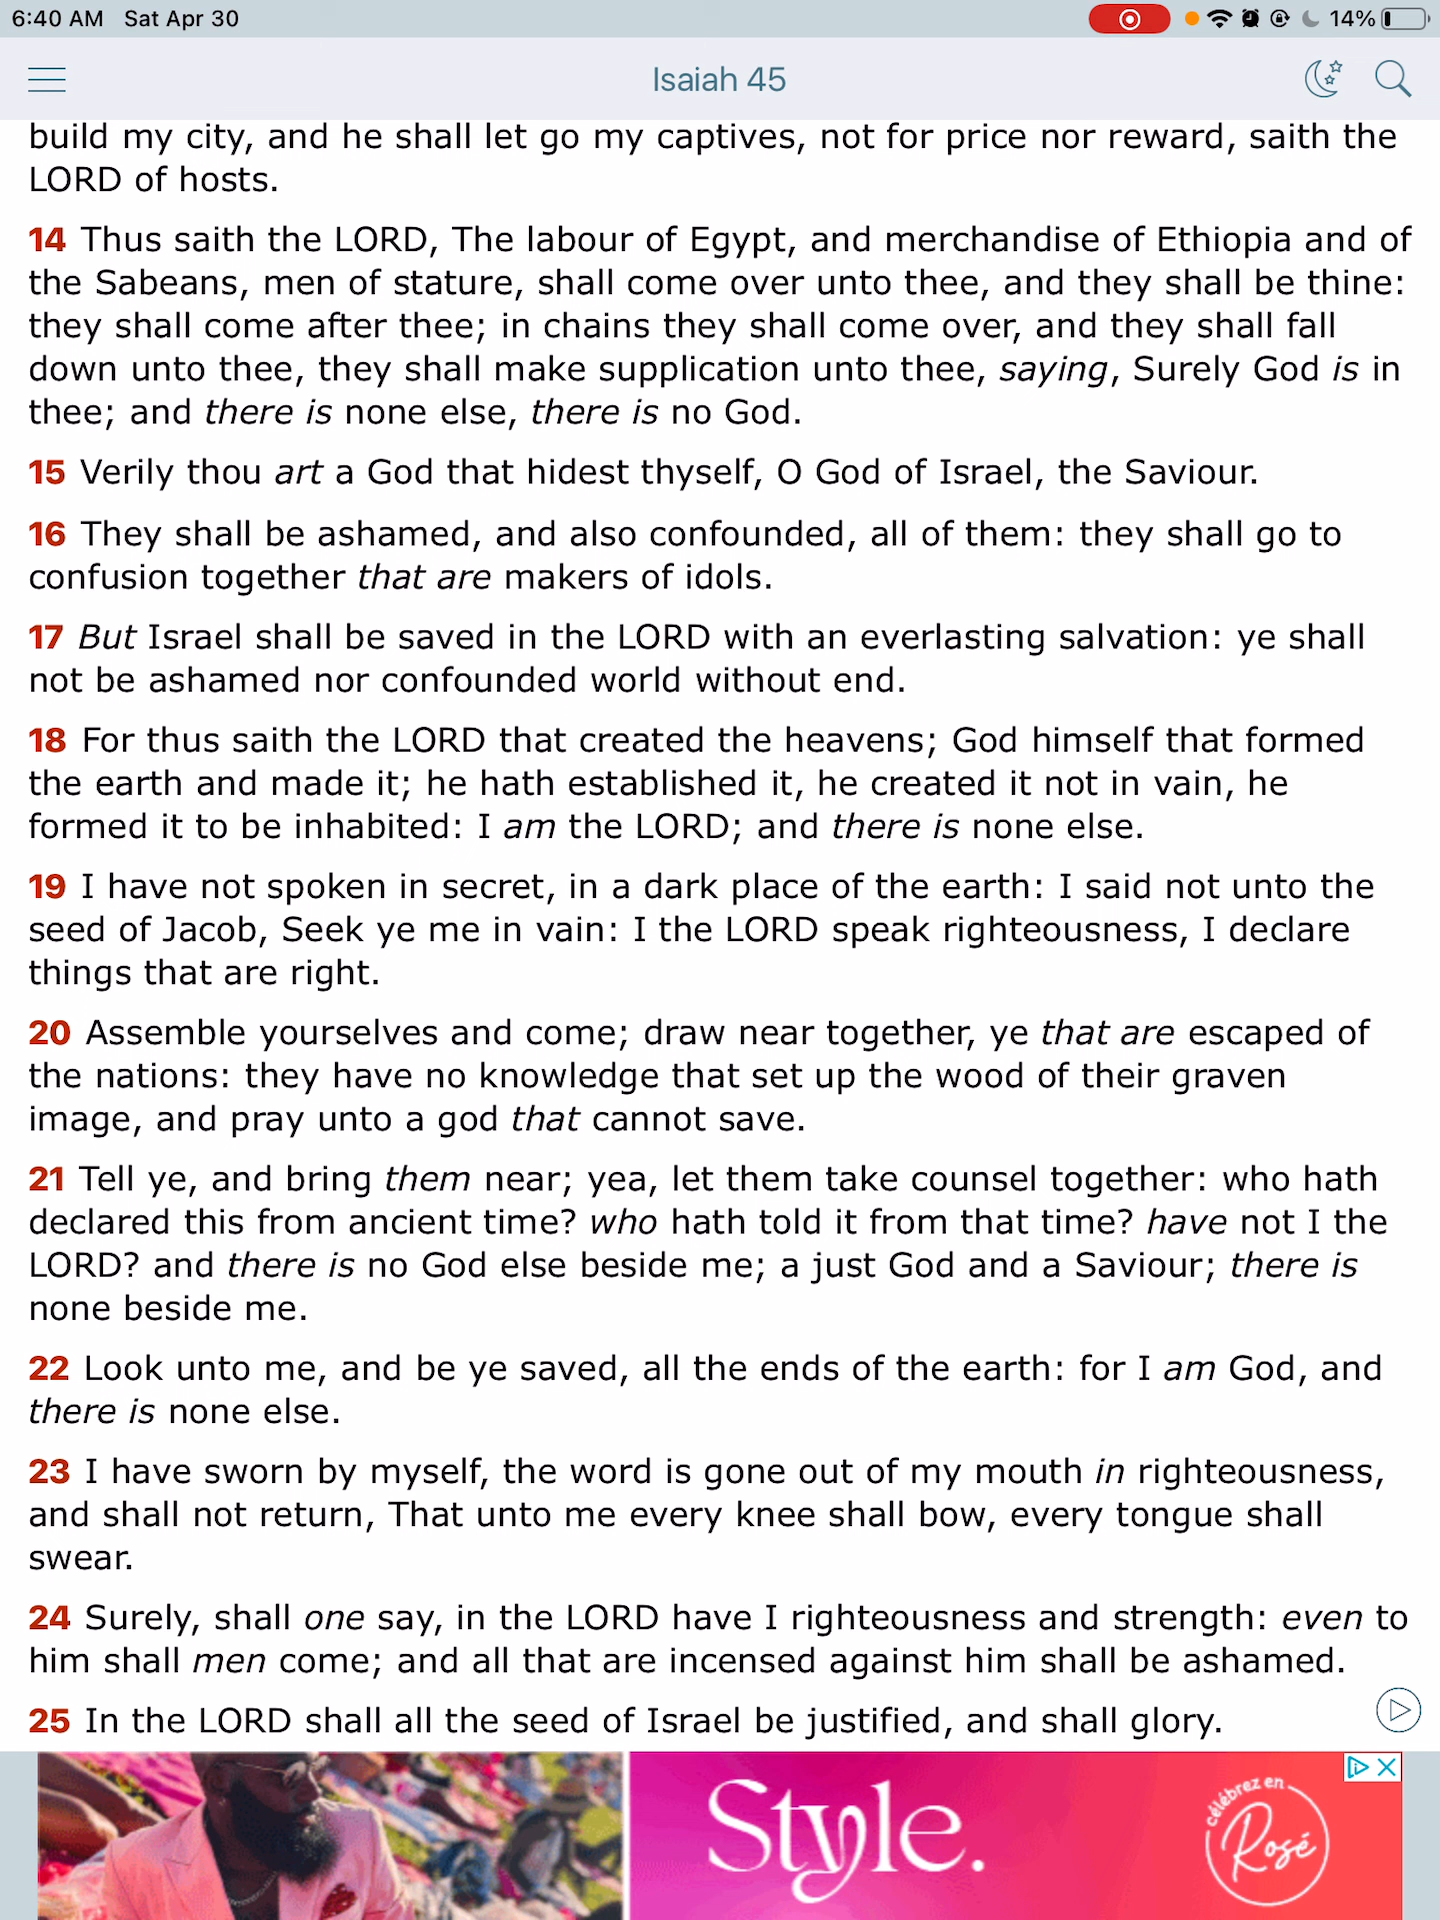 6:40 AM Sat Apr 30 14%
Isaiah 45
build my city, and he shall let go my captives, not for price nor reward, saith the
LORD of hosts.
14 Thus saith the LORD, The labour of Egypt, and merchandise of Ethiopia and of
the Sabeans, men of stature, shall come over unto thee, and they shall be thine:
they shall come after thee; in chains they shall come over, and they shall fall
down unto thee, they shall make supplication unto thee, saying, Surely God is in
thee; and there is none else, there is no God.
15 Verily thou art a God that hidest thyself, O God of Israel, the Saviour.
16 They shall be ashamed, and also confounded, all of them: they shall go to
confusion together that are makers of idols.
17 But Israel shall be saved in the LORD with an everlasting salvation: ye shall
not be ashamed nor confounded world without end.
18 For thus saith the LORD that created the heavens; God himself that formed
the earth and made it; he hath established it, he created it not in vain, he
formed it to be inhabited: I am the LORD; and there is none else.
19 I have not spoken in secret, in a dark place of the earth: I said not unto the
seed of Jacob, Seek ye me in vain: I the LORD speak righteousness, I declare
things that are right.
20 Assemble yourselves and come; draw near together, ye that are escaped of
the nations: they have no knowledge that set up the wood of their graven
image, and pray unto a god that cannot save.
21 Tell ye, and bring them near; yea, let them take counsel together: who hath
declared this from ancient time? who hath told it from that time? have not I the
LORD? and there is no God else beside me; a just God and a Saviour; there is
none beside me.
22 Look unto me, and be ye saved, all the ends of the earth: for I am God, and
there is none else.
23 I have sworn by myself, the word is gone out of my mouth in righteousness,
and shall not return, That unto me every knee shall bow, every tongue shall
swear.
24 Surely, shall one say, in the LORD have I righteousness and strength: even to
him shall men come; and all that are incensed against him shall be ashamed.
25 In the LORD shall all the seed of Israel be justified, and shall glory.
Style.
célébrez en
Rosé